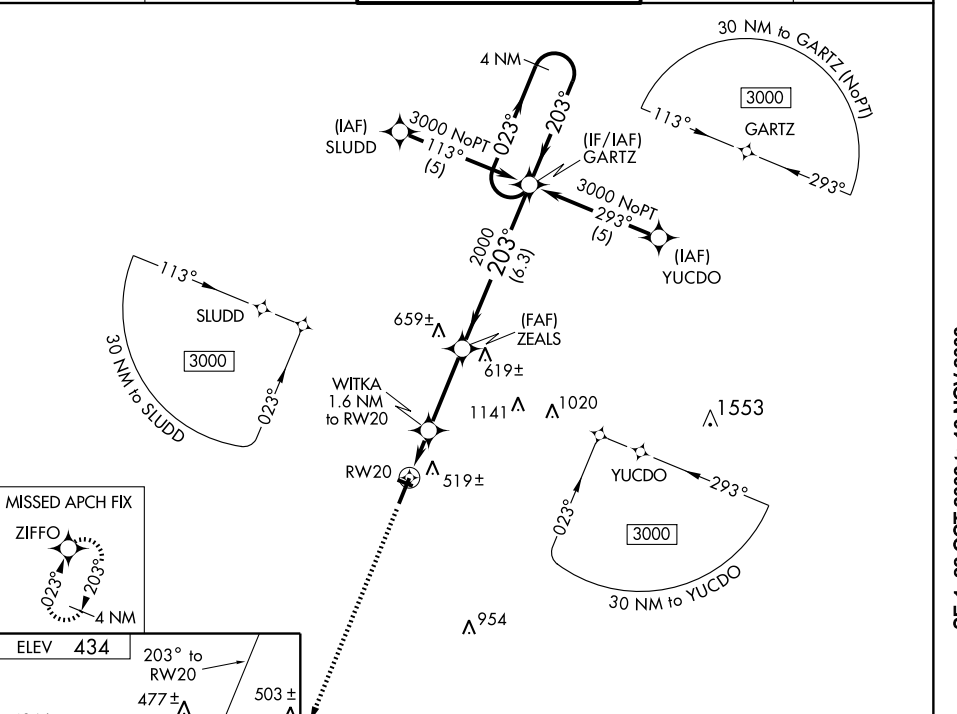 30 NM to GARTZ (NoPT)
3000
113°
GARTZ
293°
4 NM
023°
203°
(IAF)
SLUDD
3000 NoPT
113°
(5)
(IF/IAF)
GARTZ
3000 NoPT
293°
(5)
(IAF)
YUCDO
2000
203°
(6.3)
113°
SLUDD
3000
023°
30 NM to SLUDD
659±
(FAF)
ZEALS
619±
WITKA
1.6 NM
to RW20
1141
1020
1553
RW20
519±
YUCDO
293°
023°
3000
30 NM to YUCDO
954
MISSED APCH FIX
ZIFFO
023°
203°
4 NM
ELEV 434
203° to
RW20
477±
503±